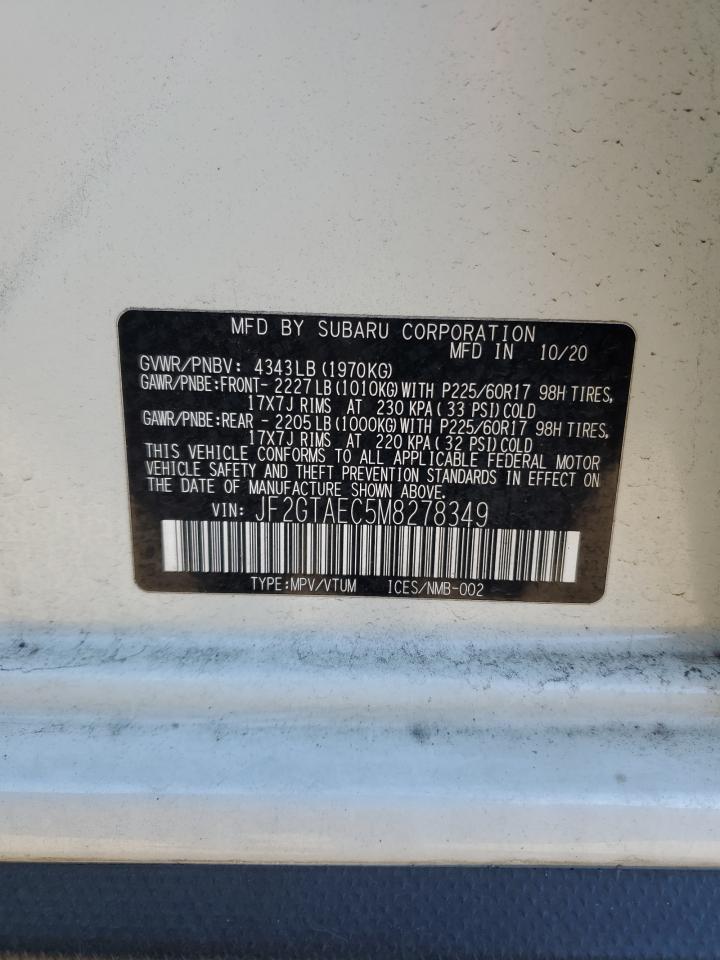 MFD BY SUBARU CORPORATION
MFD IN 10/20
GVWR/PNBV: 4343LB (1970KG)
GAWR/PNBE:FRONT- 2227LB(1010KG)WITH P225/60R17 98H TIRES,
17X7J RIMS AT 230 KPA (33 PSI)COLD
GAWR/PNBE:REAR - 2205LB(1000KG)WITH P225/60R17 98H TIRES,
17X7J RIMS AT 220 KPA (32 PSI)COLD
THIS VEHICLE CONFORMS TO ALL APPLICABLE FEDERAL MOTOR
VEHICLE SAFETY AND THEFT PREVENTION STANDARDS IN EFFECT ON
THE DATE OF MANUFACTURE SHOWN ABOVE.
VIN: JF2GTAEC5M8278349
TYPE:MPV/VTUM ICES/NMB-002